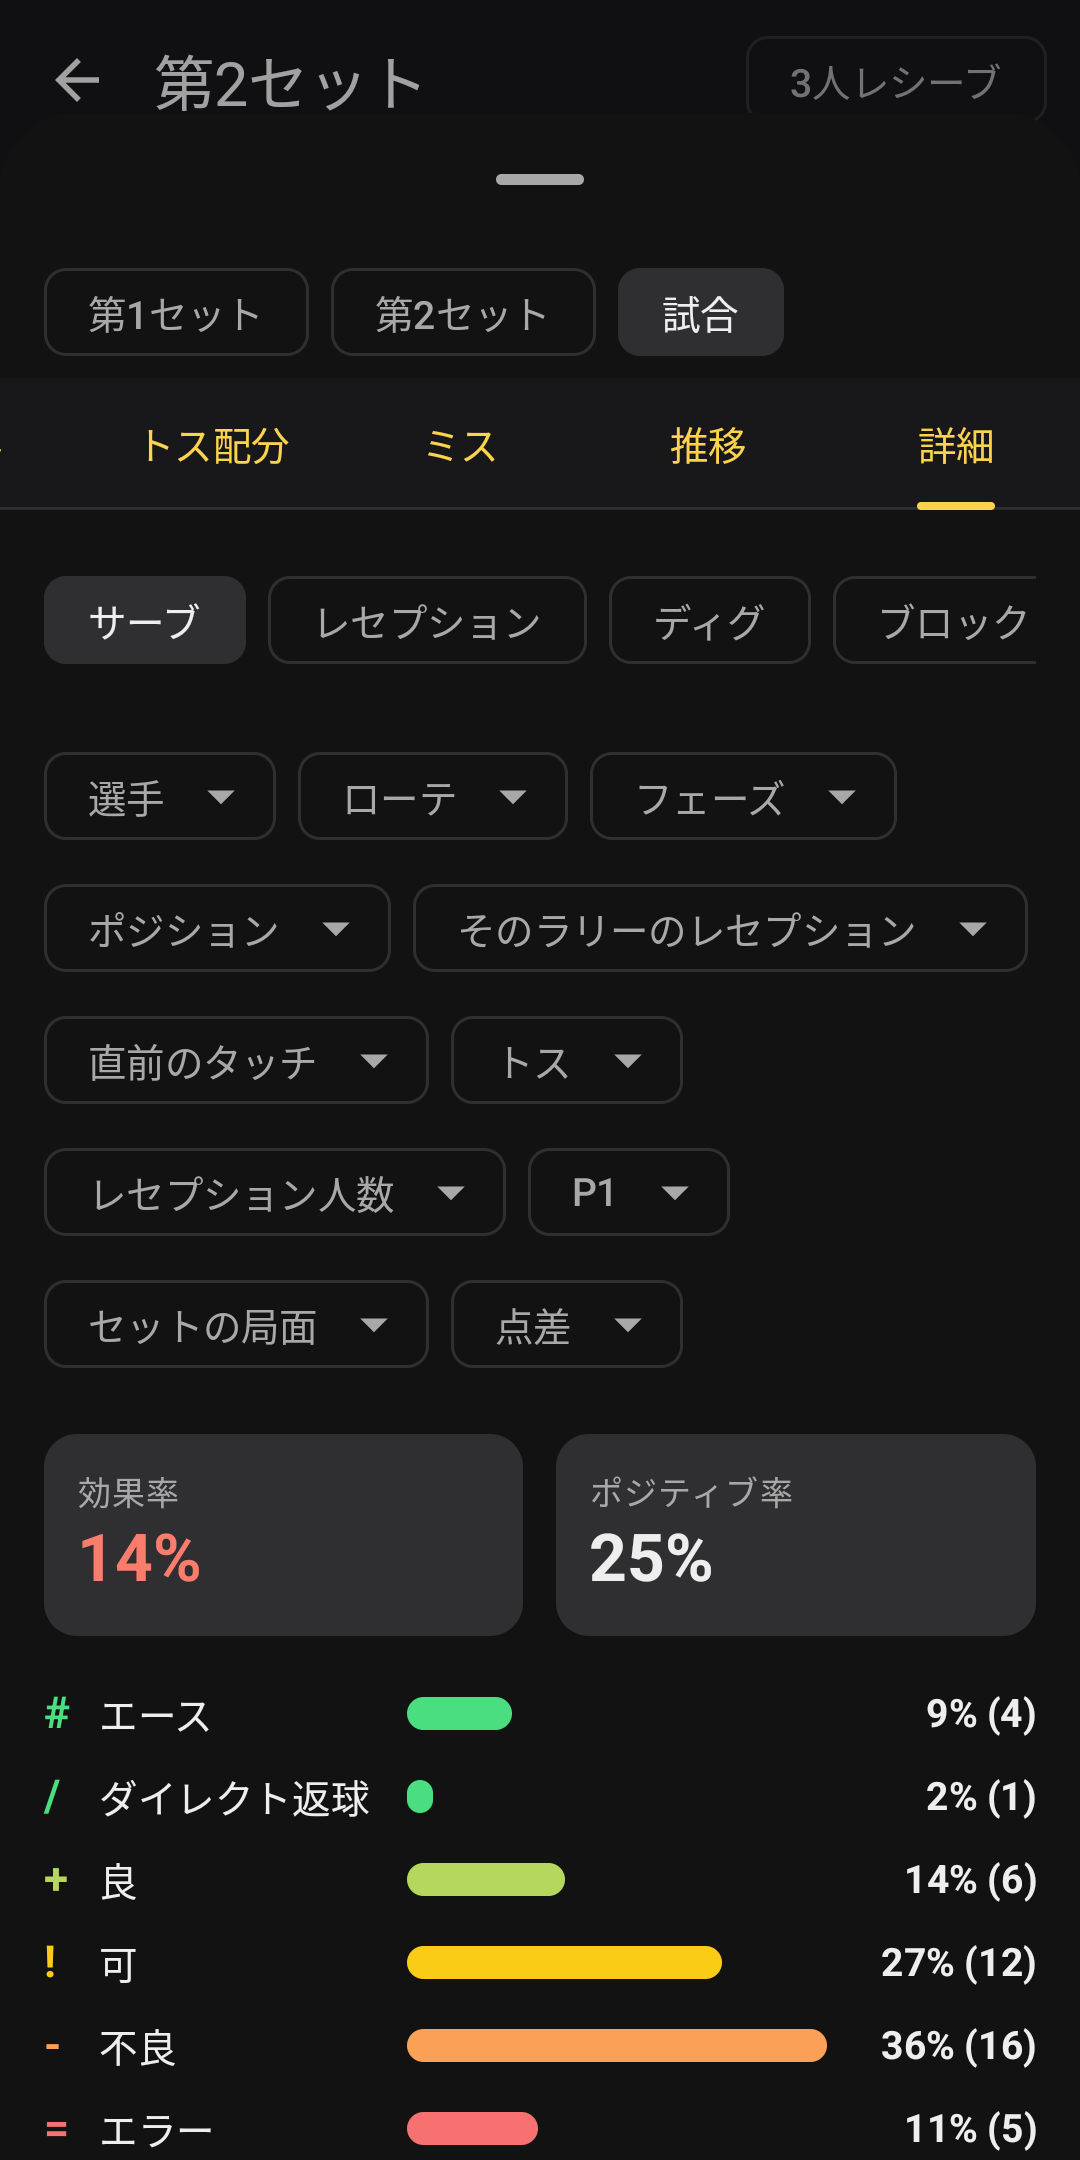 第2セット
3人レシーブ
第1セット 第2セット 試合
トス配分 ミス 推移 詳細
サーブ レセプション ディグ ブロック
選手 ローテ フェーズ
ポジション そのラリーのレセプション
直前のタッチ トス
レセプション人数 P1
セットの局面 点差
効果率 ポジティブ率
14% 25%
# エース 9% (4)
/ ダイレクト返球 2% (1)
+ 良 14% (6)
! 可 27% (12)
- 不良 36% (16)
= エラー 11% (5)